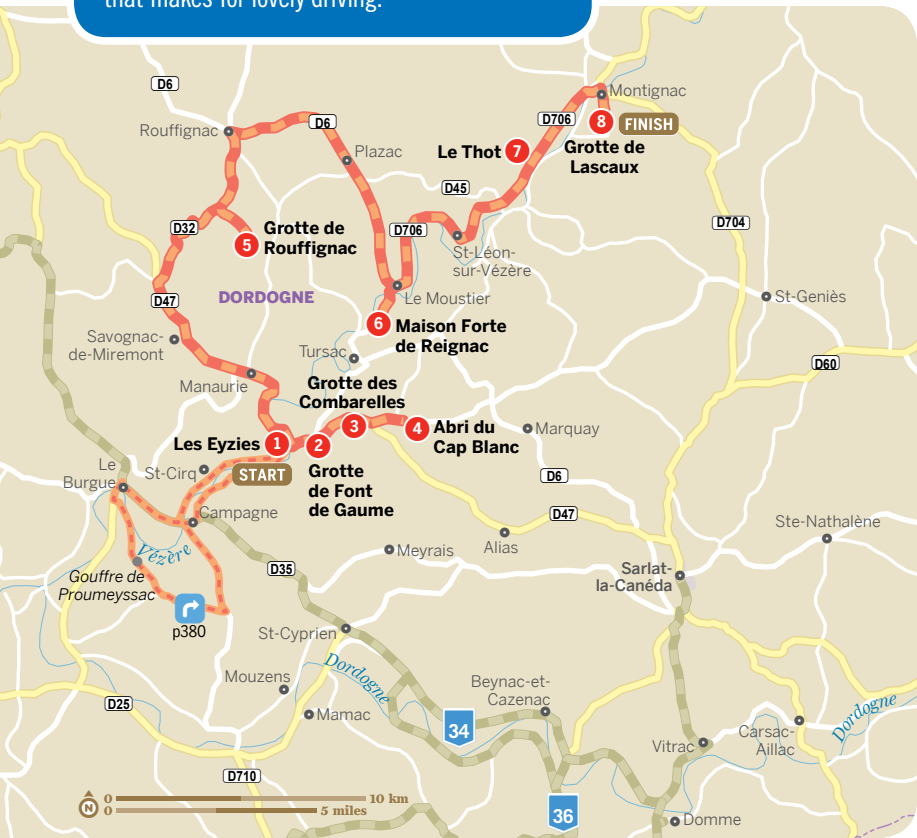 that makes for lovely driving.
D6
Montignac
Rouffignac
D6
D706
8 FINISH
Plazac
Le Thot 7
Grotte de
Lascaux
D45
D32
Grotte de
5 Rouffignac
D706
D704
St-Léon-
sur-Vézère
DORDOGNE
Le Moustier
St-Geniès
D47
6 Maison Forte
de Reignac
Savognac-
de-Miremont
Tursac
D60
Manaurie
Grotte des
Combarelles
3
4 Abri du
Cap Blanc
Marquay
Les Eyzies 1
2
START
Grotte
de Font
de Gaume
Le
Burgue
St-Cirq
D6
Campagne
D47
Ste-Nathalène
Vézère
Meyrais
Alias
Gouffre de
Proumeyssac
D35
Sarlat-
la-Canéda
p380
St-Cyprien
Dordogne
Mouzens
Beynac-et-
Cazenac
D25
Mamac
34
Dordogne
Carsac-
Aillac
Vitrac
D710
N
0 10 km
0 5 miles
36
Domme